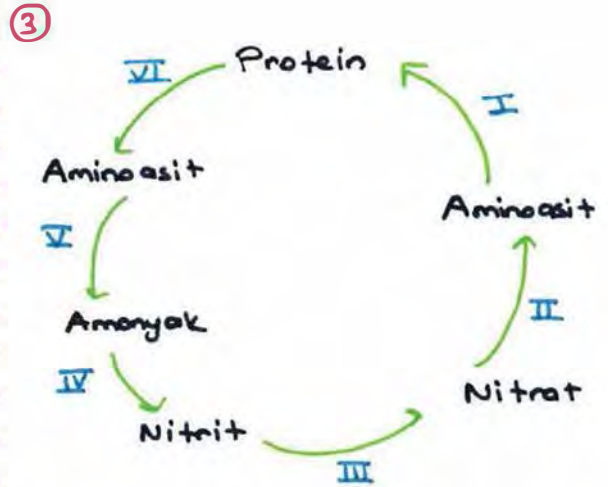 3
Protein
VI
I
Aminoasit
Aminoasit
V
II
Amonyak
IV
Nitrat
Nitrit
III